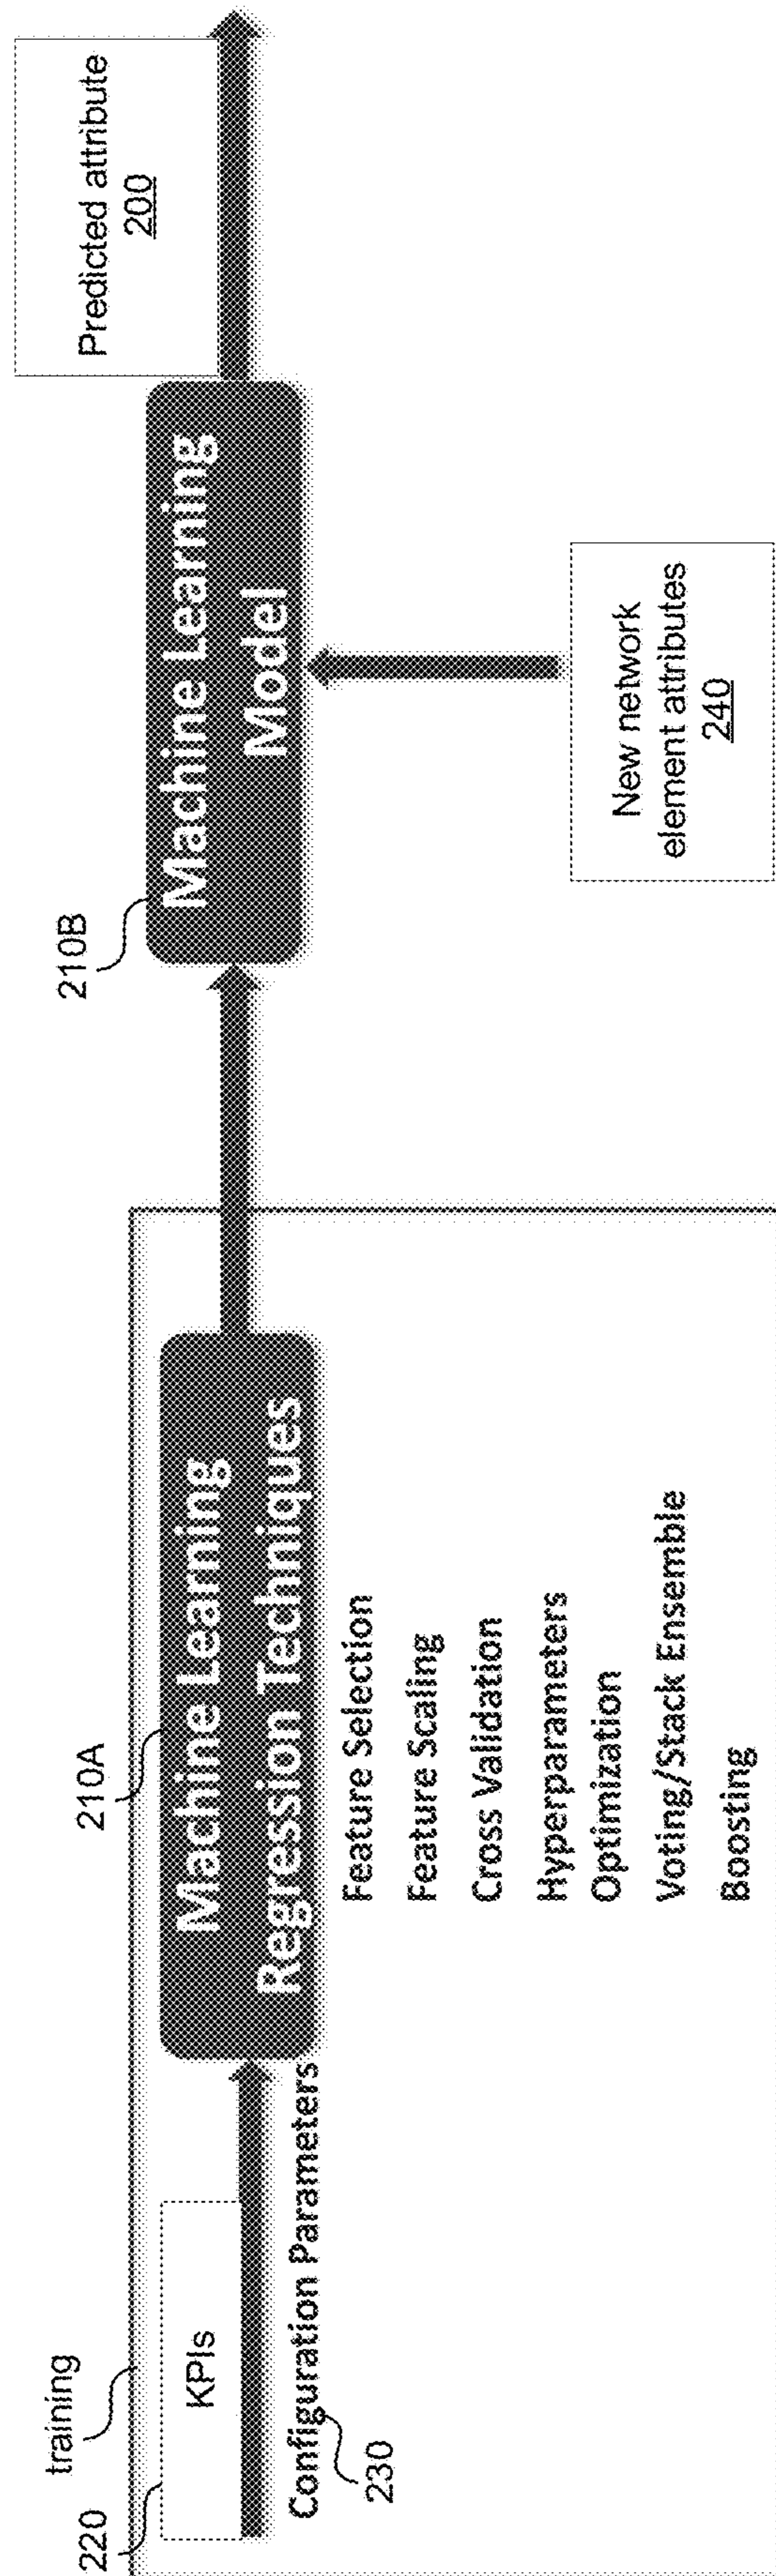 training
220
KPIs
Configuration Parameters
230
210A
Machine Learning
Regression Techniques
Feature Selection
Feature Scaling
Cross Validation
Hyperparameters
Optimization
Voting/Stack Ensemble
Boosting
210B
Machine Learning
Model
New network
element attributes
240
Predicted attribute
200